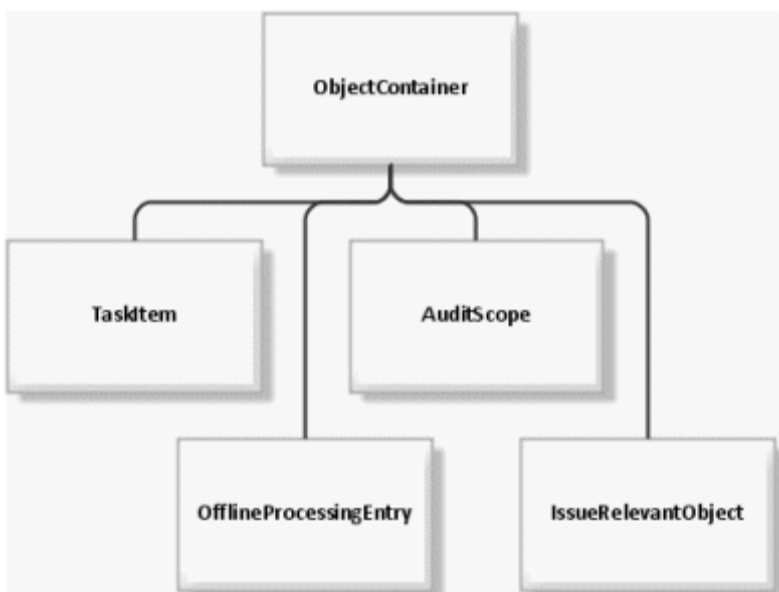 ObjectContainer
TaskItem
AuditScope
OfflineProcessingEntry
IssueRelevantObject